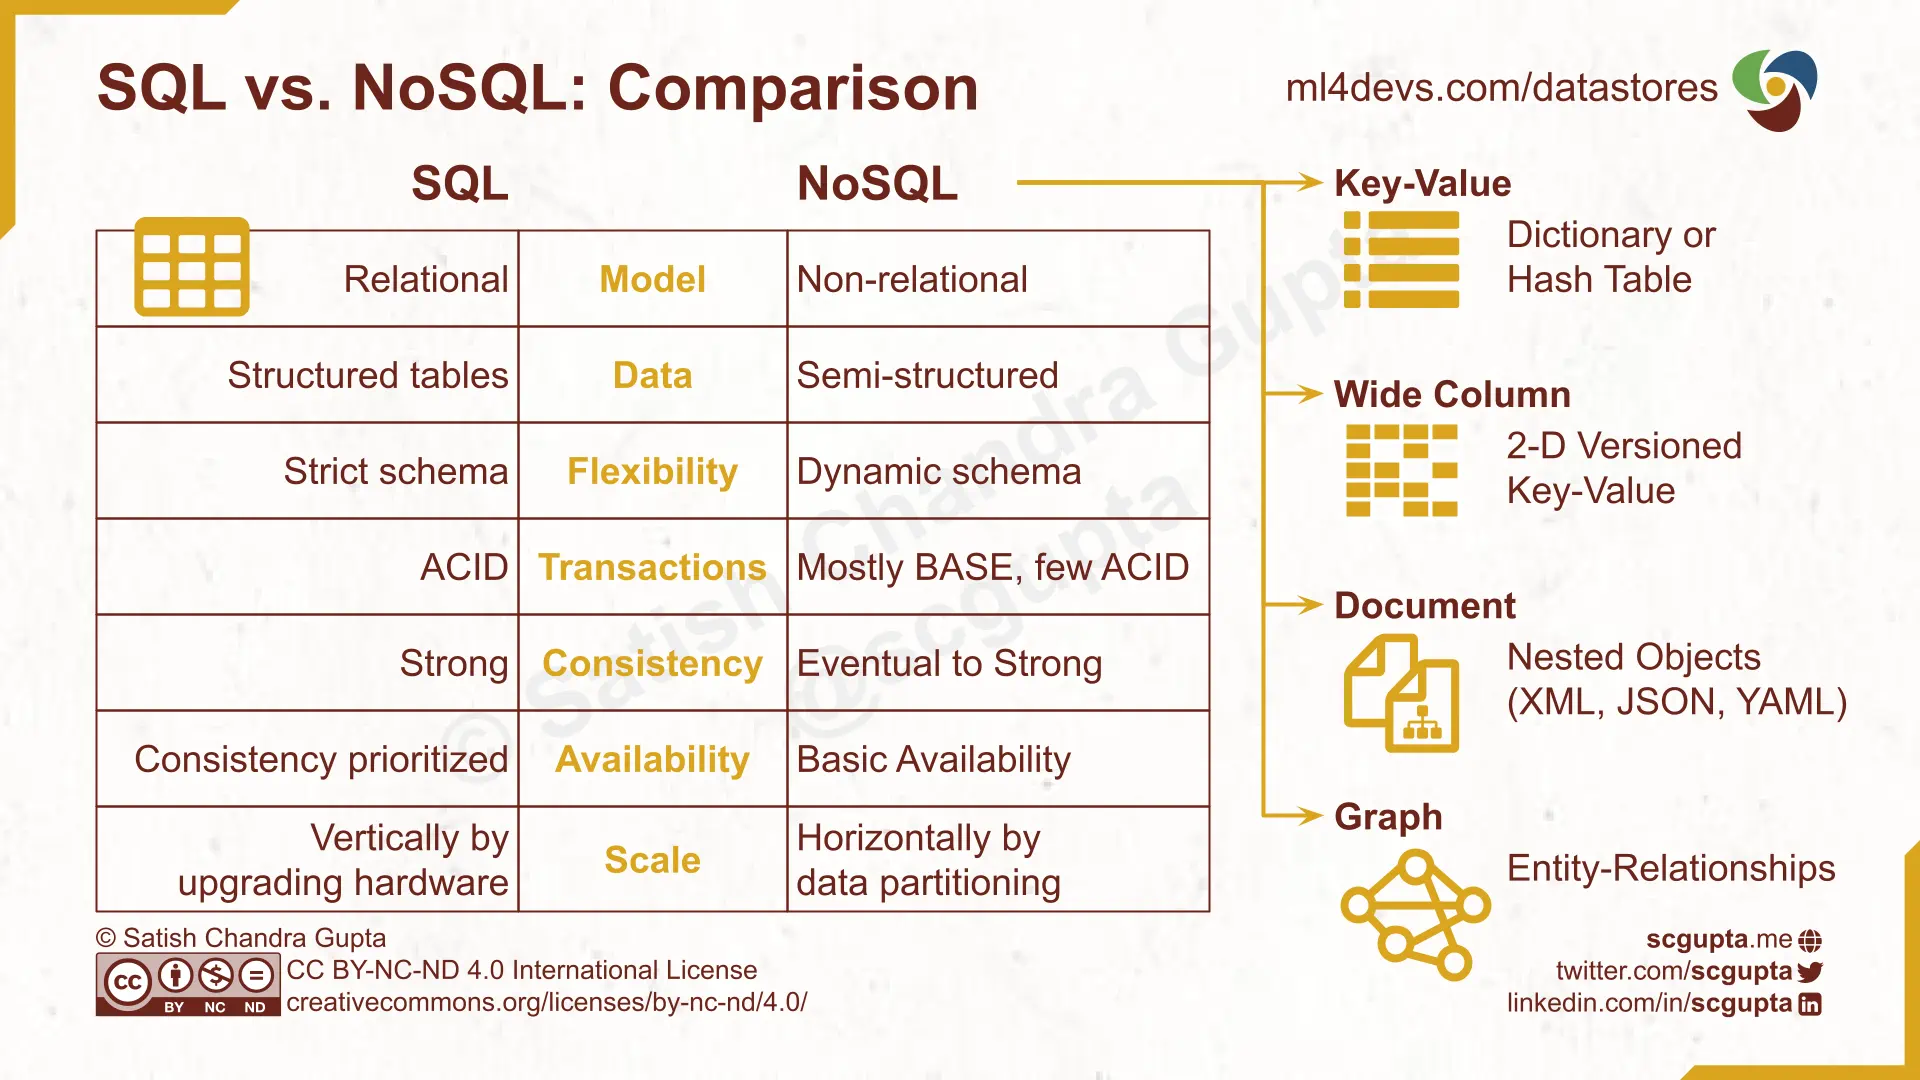 SQL vs. NoSQL: Comparison
ml4devs.com/datastores
SQL
NoSQL
Relational
Model
Non-relational
Structured tables
Data
Semi-structured
Strict schema
Flexibility
Dynamic schema
ACID
Transactions
Mostly BASE, few ACID
Strong
Consistency
Eventual to Strong
Consistency prioritized
Availability
Basic Availability
Vertically by
upgrading hardware
Scale
Horizontally by
data partitioning
Key-Value
Dictionary or
Hash Table
Wide Column
2-D Versioned
Key-Value
Document
Nested Objects
(XML, JSON, YAML)
Graph
Entity-Relationships
© Satish Chandra Gupta
@scgupta
© Satish Chandra Gupta
CC BY-NC-ND 4.0 International License
creativecommons.org/licenses/by-nc-nd/4.0/
cc
BY NC ND
scgupta.me
twitter.com/scgupta
linkedin.com/in/scgupta
in